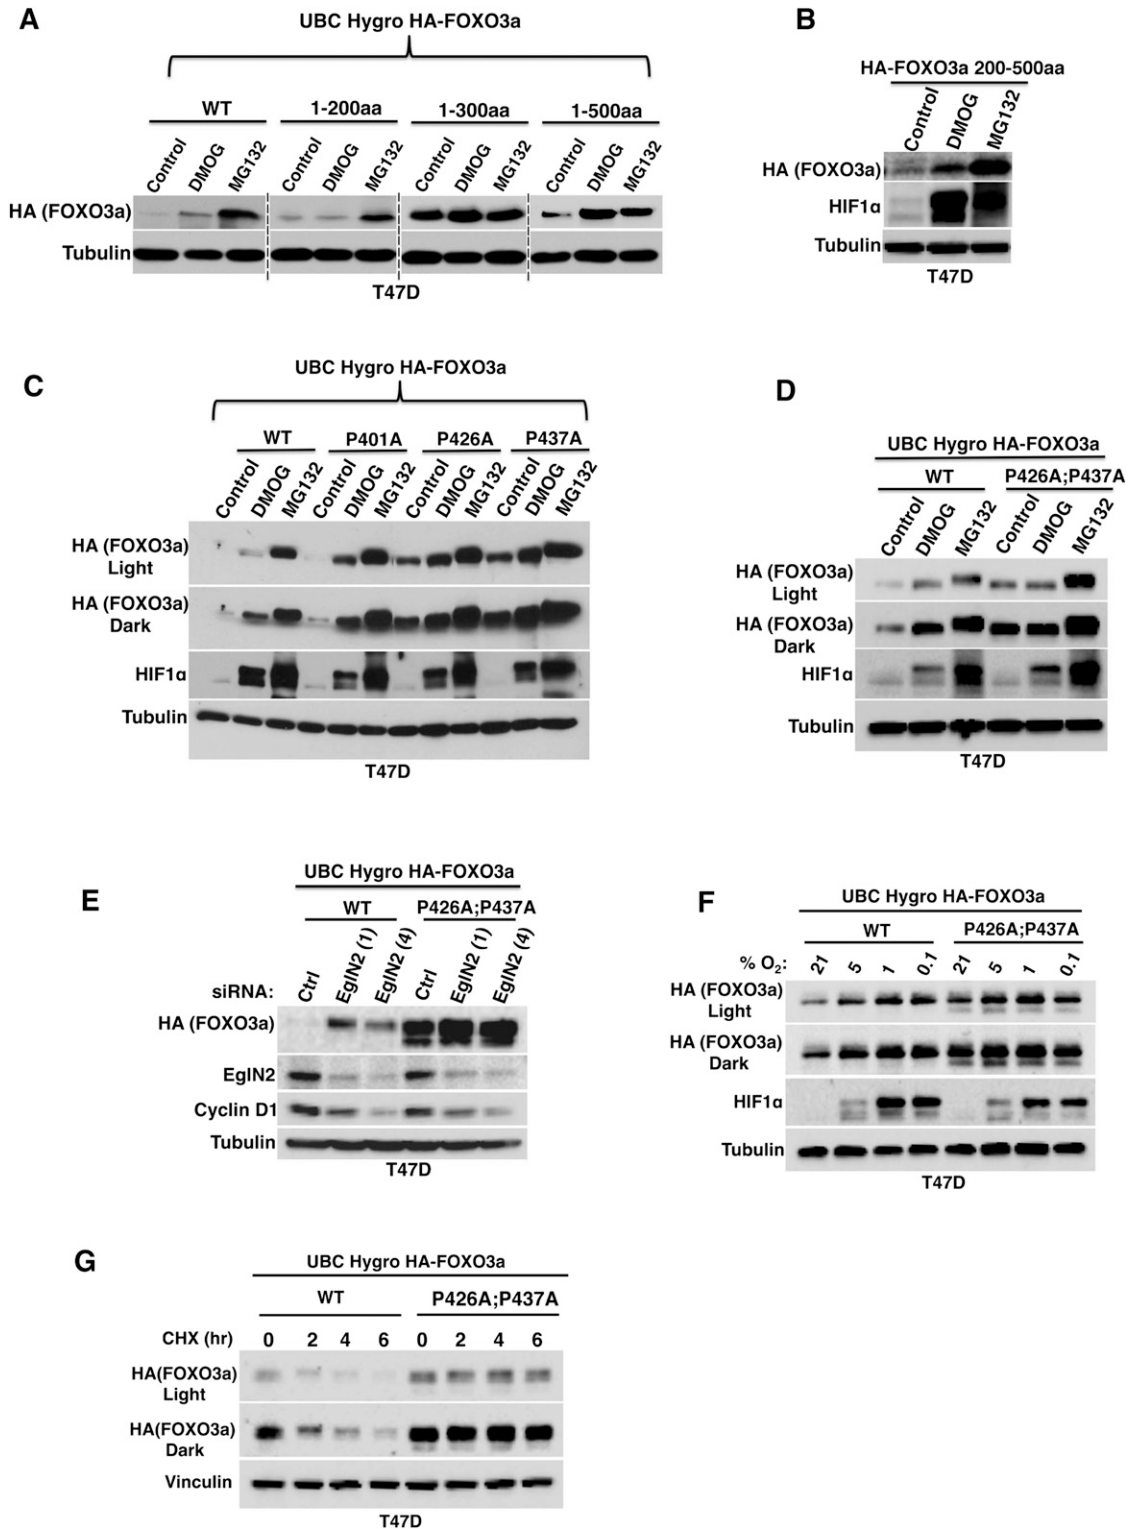 A
UBC Hygro HA-FOXO3a
WT 1-200aa 1-300aa 1-500aa
Control DMOG MG132 Control DMOG MG132 Control DMOG MG132 Control DMOG MG132
HA (FOXO3a)
Tubulin
T47D
B
HA-FOXO3a 200-500aa
Control DMOG MG132
HA (FOXO3a)
HIF1α
Tubulin
T47D
C
UBC Hygro HA-FOXO3a
WT P401A P426A P437A
Control DMOG MG132 Control DMOG MG132 Control DMOG MG132 Control DMOG MG132
HA (FOXO3a)
Light
HA (FOXO3a)
Dark
HIF1α
Tubulin
T47D
D
UBC Hygro HA-FOXO3a
WT P426A;P437A
Control DMOG MG132 Control DMOG MG132
HA (FOXO3a)
Light
HA (FOXO3a)
Dark
HIF1α
Tubulin
T47D
E
UBC Hygro HA-FOXO3a
WT P426A;P437A
siRNA: Ctrl EglN2 (1) EglN2 (4) Ctrl EglN2 (1) EglN2 (4)
HA (FOXO3a)
EglN2
Cyclin D1
Tubulin
T47D
F
UBC Hygro HA-FOXO3a
WT P426A;P437A
% O2: 21 5 1 0.1 21 5 1 0.1
HA (FOXO3a)
Light
HA (FOXO3a)
Dark
HIF1α
Tubulin
T47D
G
UBC Hygro HA-FOXO3a
WT P426A;P437A
CHX (hr) 0 2 4 6 0 2 4 6
HA(FOXO3a)
Light
HA(FOXO3a)
Dark
Vinculin
T47D